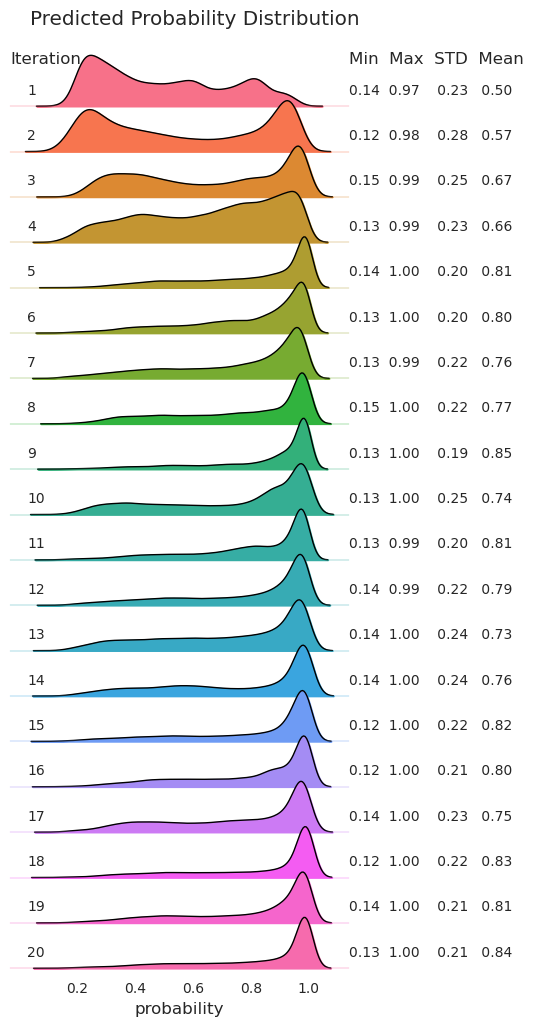 Predicted Probability Distribution
Iteration Min Max STD Mean
1 0.14 0.97 0.23 0.50
2 0.12 0.98 0.28 0.57
3 0.15 0.99 0.25 0.67
4 0.13 0.99 0.23 0.66
5 0.14 1.00 0.20 0.81
6 0.13 1.00 0.20 0.80
7 0.13 0.99 0.22 0.76
8 0.15 1.00 0.22 0.77
9 0.13 1.00 0.19 0.85
10 0.13 1.00 0.25 0.74
11 0.13 0.99 0.20 0.81
12 0.14 0.99 0.22 0.79
13 0.14 1.00 0.24 0.73
14 0.14 1.00 0.24 0.76
15 0.12 1.00 0.22 0.82
16 0.12 1.00 0.21 0.80
17 0.14 1.00 0.23 0.75
18 0.12 1.00 0.22 0.83
19 0.14 1.00 0.21 0.81
20 0.13 1.00 0.21 0.84
0.2 0.4 0.6 0.8 1.0
probability